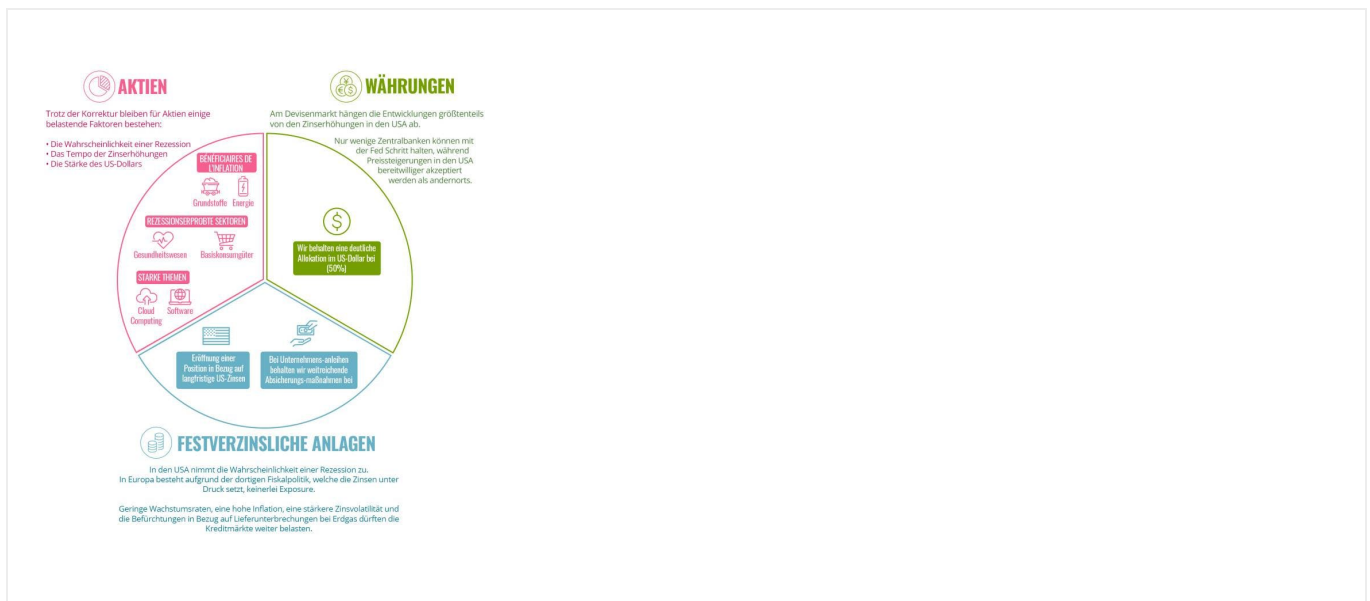 AKTIEN
Trotz der Korrektur bleiben für Aktien einige
belastende Faktoren bestehen:
• Die Wahrscheinlichkeit einer Rezession
• Das Tempo der Zinserhöhungen
• Die Stärke des US-Dollars
BÉNÉFICIAIRES DE
L'INFLATION
Grundstoffe Energie
REZESSIONSERPROBTE SEKTOREN
Gesundheitswesen Basiskonsumgüter
STARKE THEMEN
Cloud
Computing
Software
WÄHRUNGEN
Am Devisenmarkt hängen die Entwicklungen größtenteils
von den Zinserhöhungen in den USA ab.
Nur wenige Zentralbanken können mit
der Fed Schritt halten, während
Preissteigerungen in den USA
bereitwilliger akzeptiert
werden als andernorts.
Wir behalten eine deutliche
Allokation im US-Dollar bei
(50%)
Eröffnung einer
Position in Bezug auf
langfristige US-Zinsen
Bei Unternehmens-anleihen
behalten wir weitreichende
Absicherungs-maßnahmen bei
FESTVERZINSLICHE ANLAGEN
In den USA nimmt die Wahrscheinlichkeit einer Rezession zu.
In Europa besteht aufgrund der dortigen Fiskalpolitik, welche die Zinsen unter
Druck setzt, keinerlei Exposure.
Geringe Wachstumsraten, eine hohe Inflation, eine stärkere Zinsvolatilität und
die Befürchtungen in Bezug auf Lieferunterbrechungen bei Erdgas dürften die
Kreditmärkte weiter belasten.